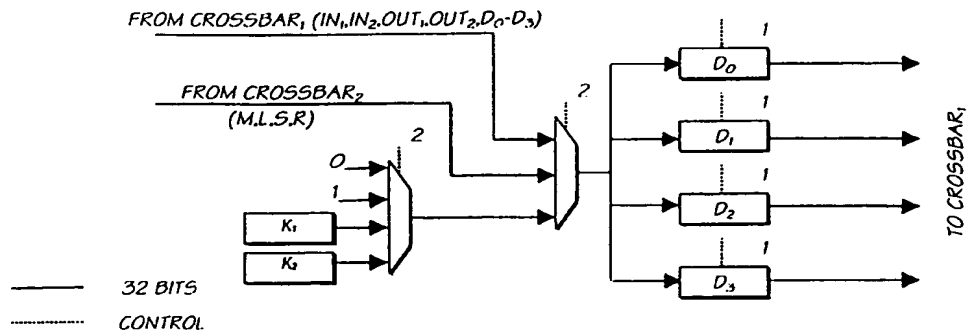 FROM CROSSBAR₁ (IN₁,IN₂,OUT₁,OUT₂,D₀-D₃)
1
D₀
FROM CROSSBAR₂
(M,L,S,R)
2
1
D₁
2
0
1
K₁
K₂
1
D₂
1
D₃
TO CROSSBAR₁
32 BITS
CONTROL